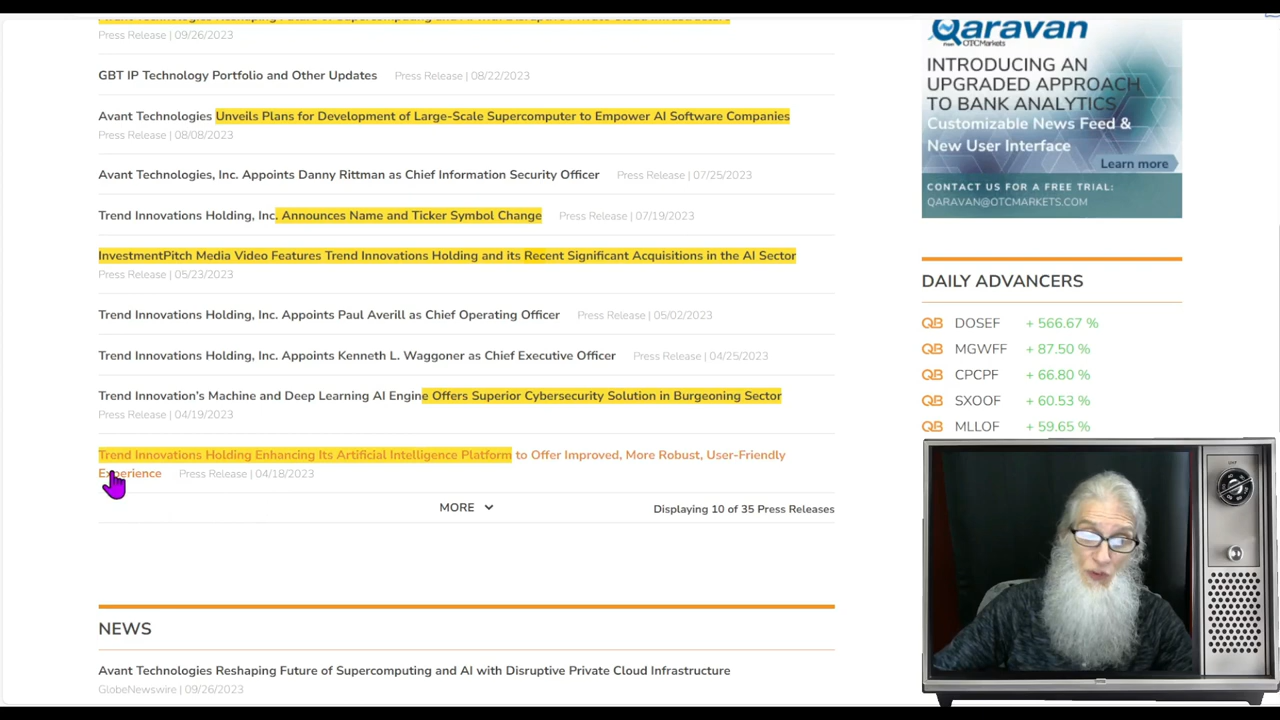 Press Release | 09/26/2023
GBT IP Technology Portfolio and Other Updates Press Release | 08/22/2023
Avant Technologies Unveils Plans for Development of Large-Scale Supercomputer to Empower AI Software Companies
Press Release | 08/08/2023
Avant Technologies, Inc. Appoints Danny Rittman as Chief Information Security Officer Press Release | 07/25/2023
Trend Innovations Holding, Inc. Announces Name and Ticker Symbol Change Press Release | 07/19/2023
InvestmentPitch Media Video Features Trend Innovations Holding and its Recent Significant Acquisitions in the AI Sector
Press Release | 05/23/2023
Trend Innovations Holding, Inc. Appoints Paul Averill as Chief Operating Officer Press Release | 05/02/2023
Trend Innovations Holding, Inc. Appoints Kenneth L. Waggoner as Chief Executive Officer Press Release | 04/25/2023
Trend Innovation's Machine and Deep Learning AI Engine Offers Superior Cybersecurity Solution in Burgeoning Sector
Press Release | 04/19/2023
Trend Innovations Holding Enhancing Its Artificial Intelligence Platform to Offer Improved, More Robust, User-Friendly
Experience Press Release | 04/18/2023
MORE Displaying 10 of 35 Press Releases
NEWS
Avant Technologies Reshaping Future of Supercomputing and AI with Disruptive Private Cloud Infrastructure
GlobeNewswire | 09/26/2023
Qaravan
From OTCMarkets
INTRODUCING AN
UPGRADED APPROACH
TO BANK ANALYTICS
Customizable News Feed &
New User Interface
Learn more
CONTACT US FOR A FREE TRIAL:
QARAVAN@OTCMARKETS.COM
DAILY ADVANCERS
QB DOSEF + 566.67 %
QB MGWFF + 87.50 %
QB CPCPF + 66.80 %
QB SXOOF + 60.53 %
QB MLLOF + 59.65 %